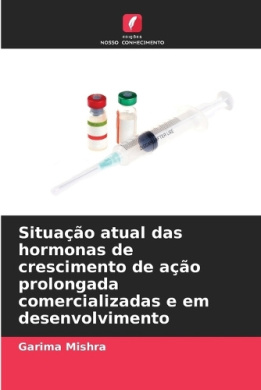 edições
NOSSO CONHECIMENTO
Situação atual das
hormonas de
crescimento de ação
prolongada
comercializadas e em
desenvolvimento
Garima Mishra